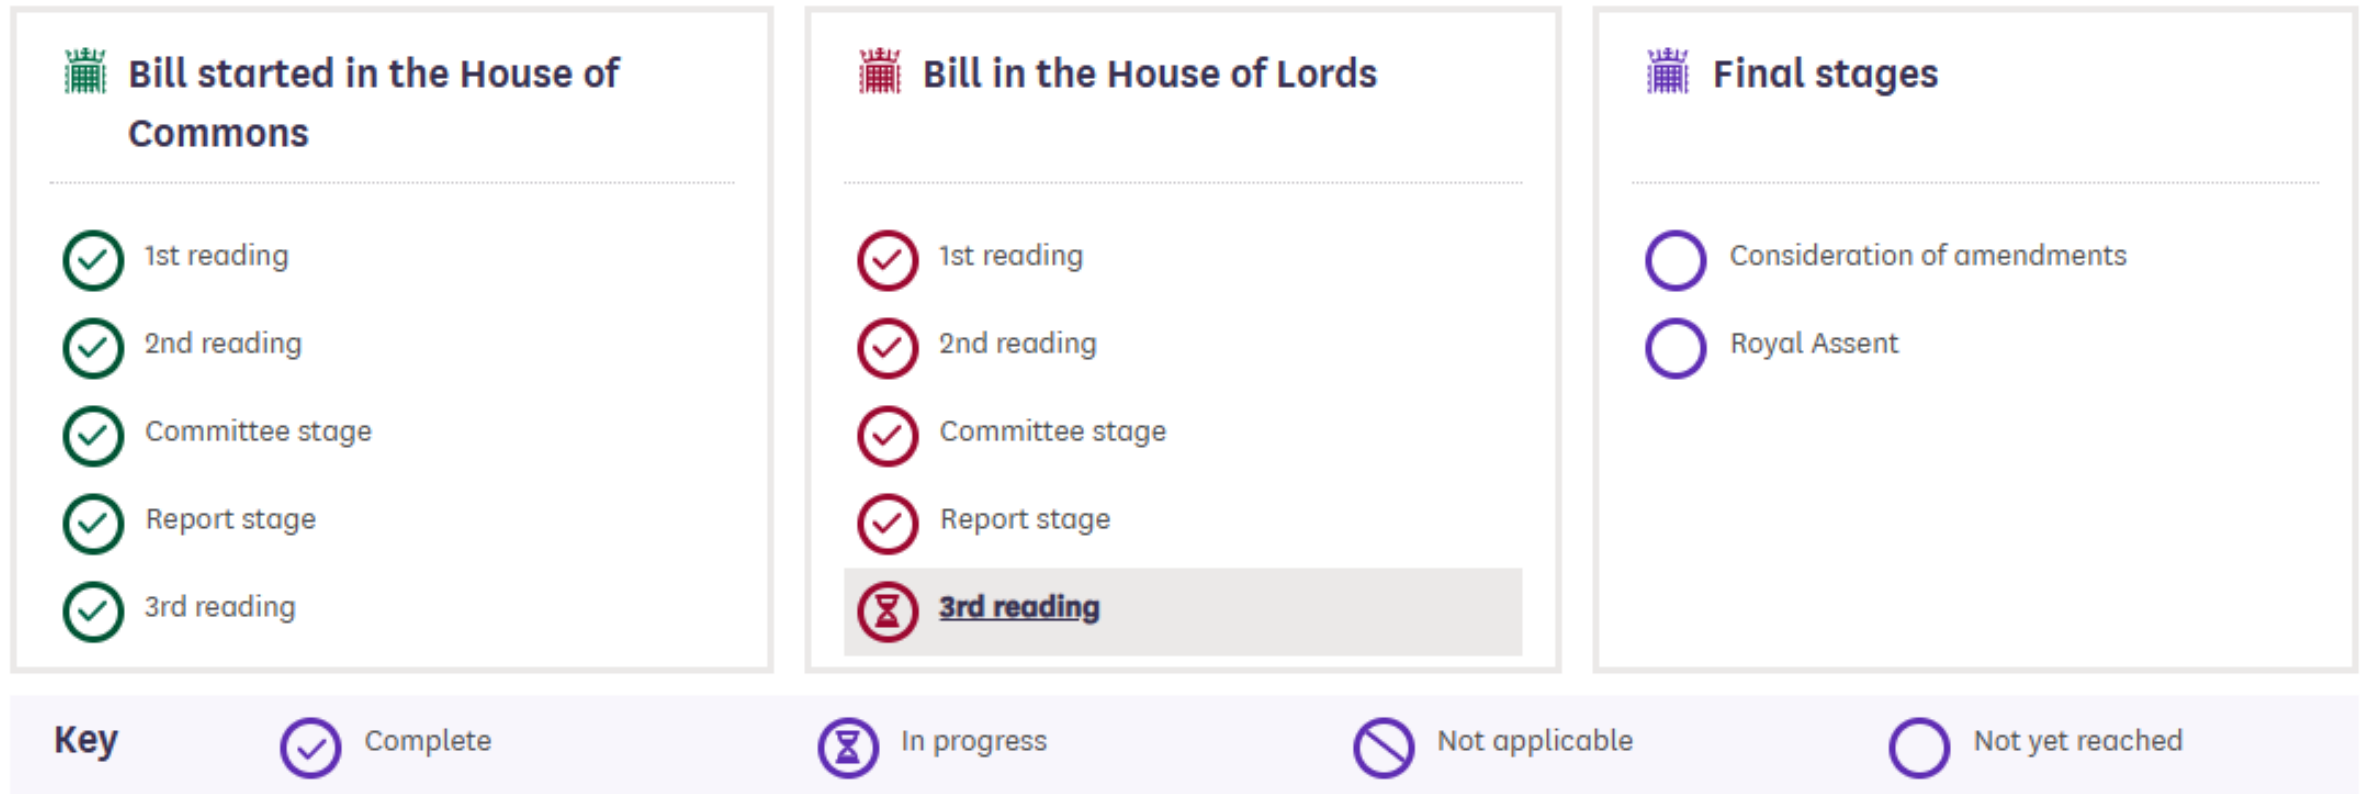 Bill started in the House of
Commons
1st reading
2nd reading
Committee stage
Report stage
3rd reading
Bill in the House of Lords
1st reading
2nd reading
Committee stage
Report stage
3rd reading
Final stages
Consideration of amendments
Royal Assent
Key
Complete
In progress
Not applicable
Not yet reached